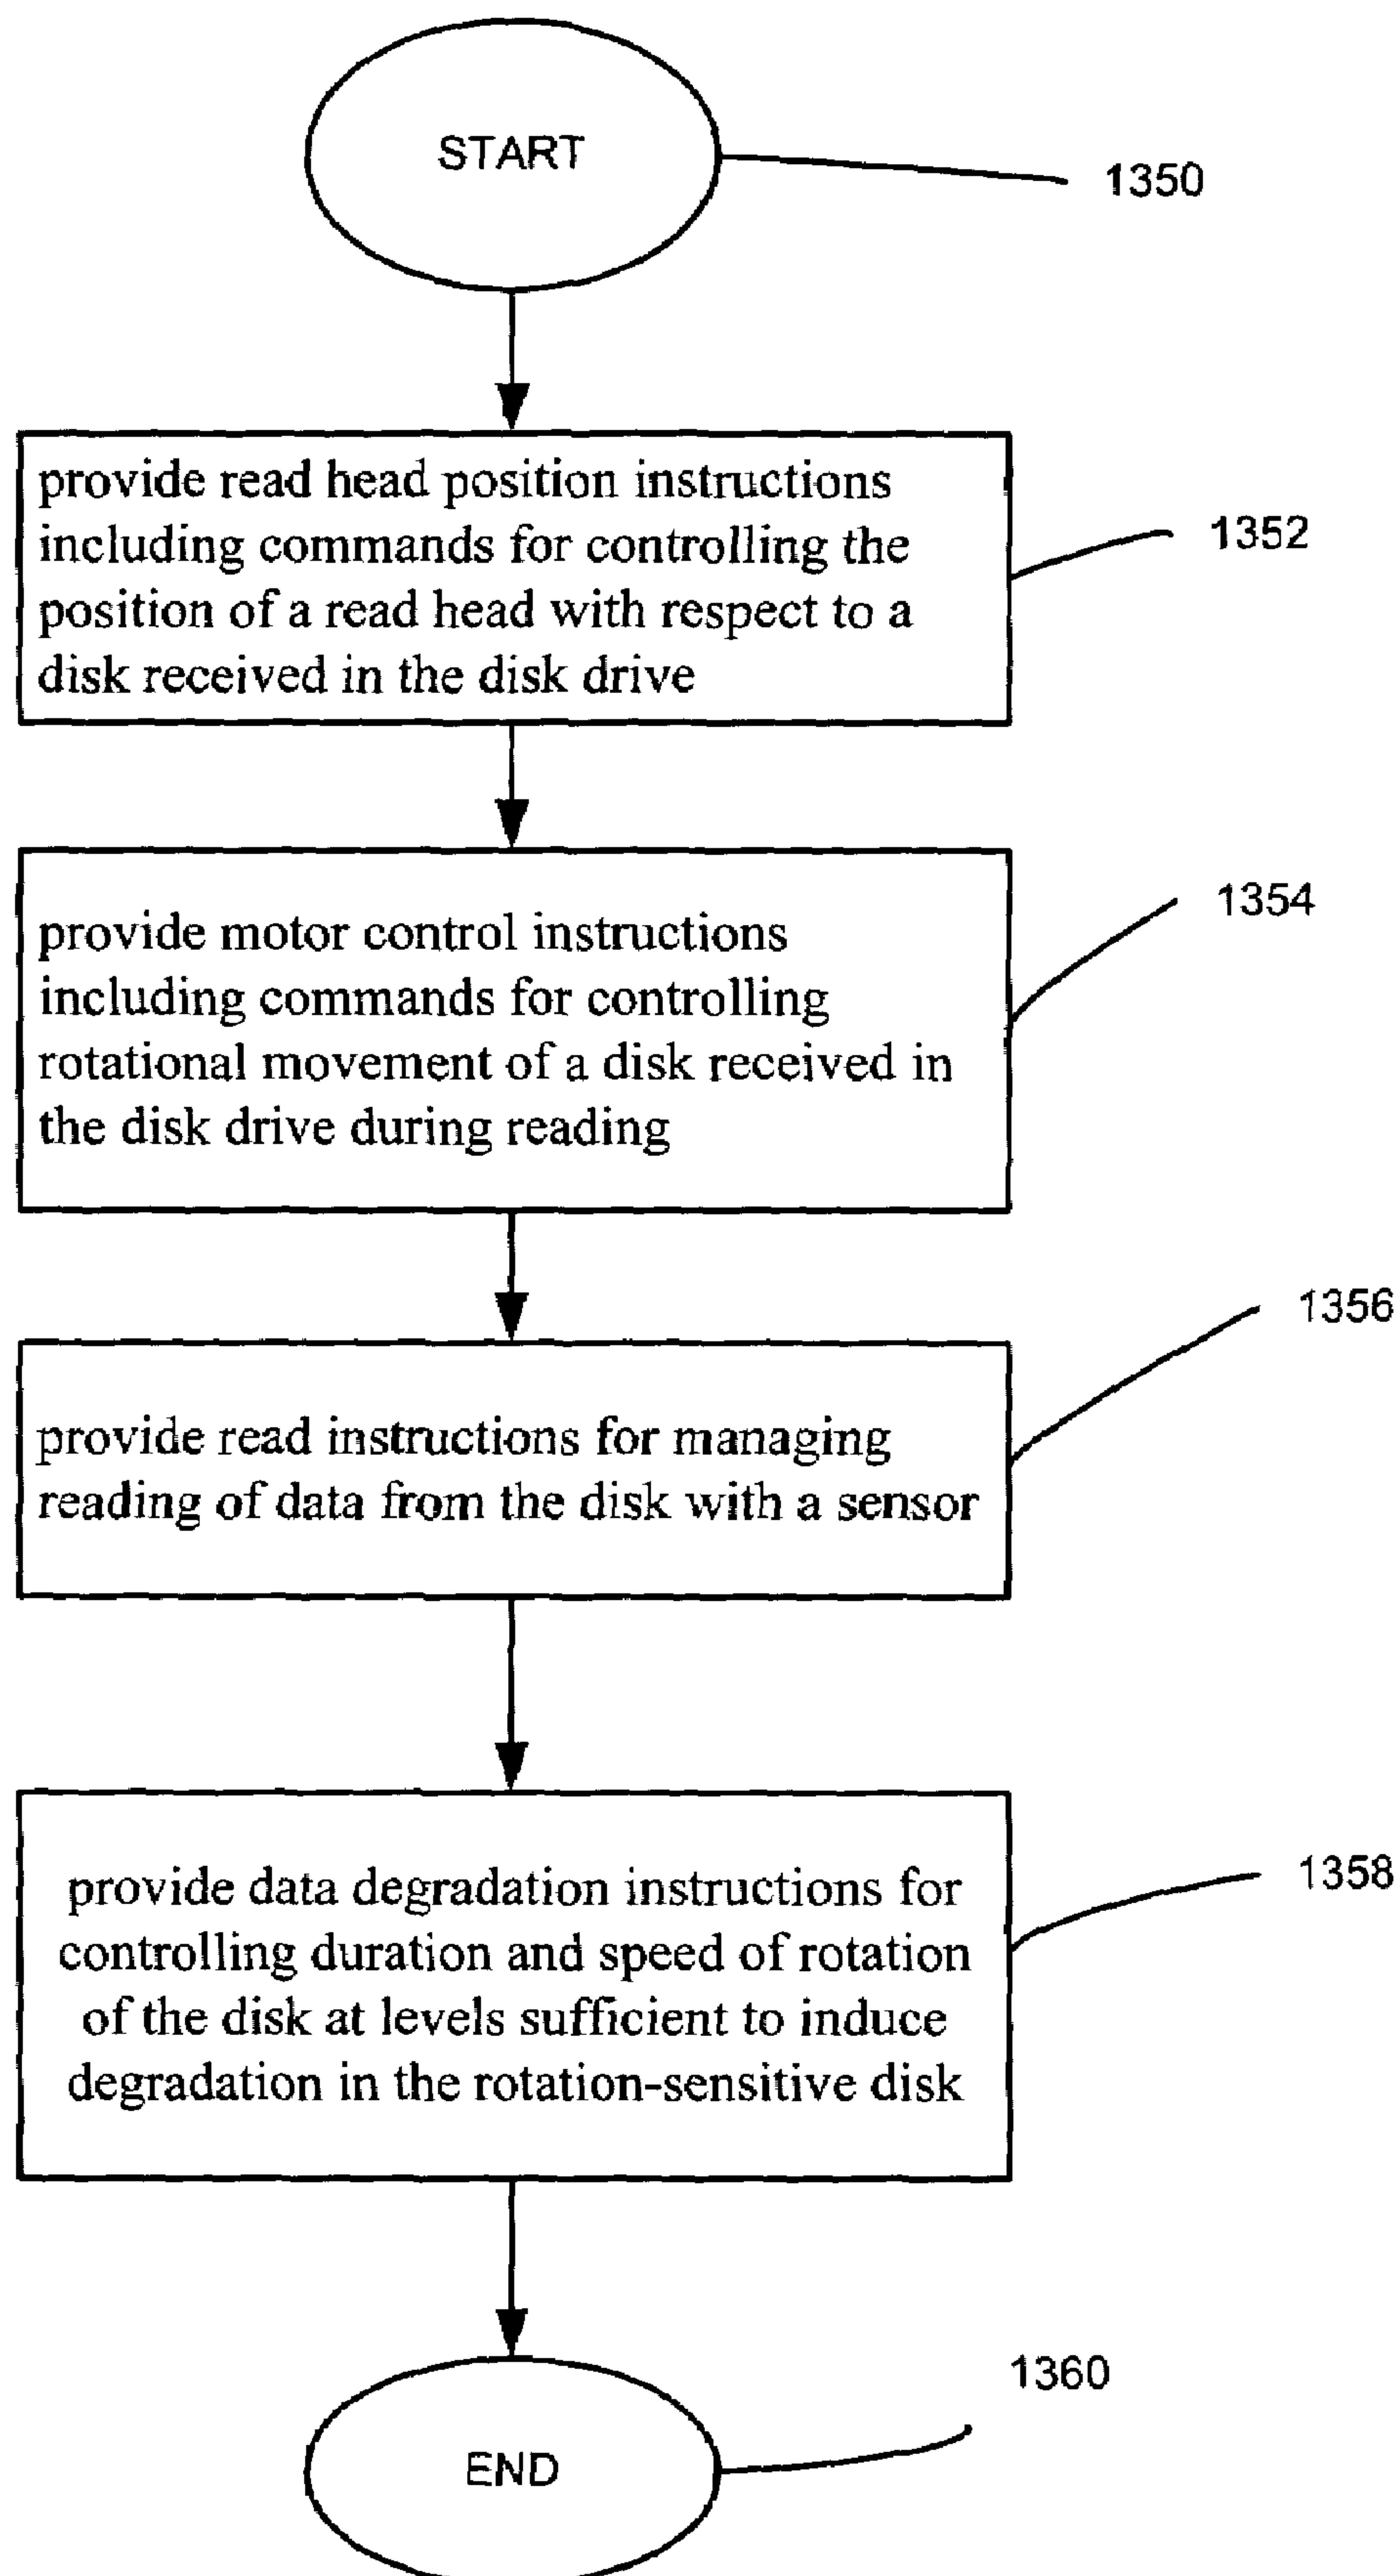 START
1350
provide read head position instructions
including commands for controlling the
position of a read head with respect to a
disk received in the disk drive
1352
provide motor control instructions
including commands for controlling
rotational movement of a disk received in
the disk drive during reading
1354
provide read instructions for managing
reading of data from the disk with a sensor
1356
provide data degradation instructions for
controlling duration and speed of rotation
of the disk at levels sufficient to induce
degradation in the rotation-sensitive disk
1358
END
1360